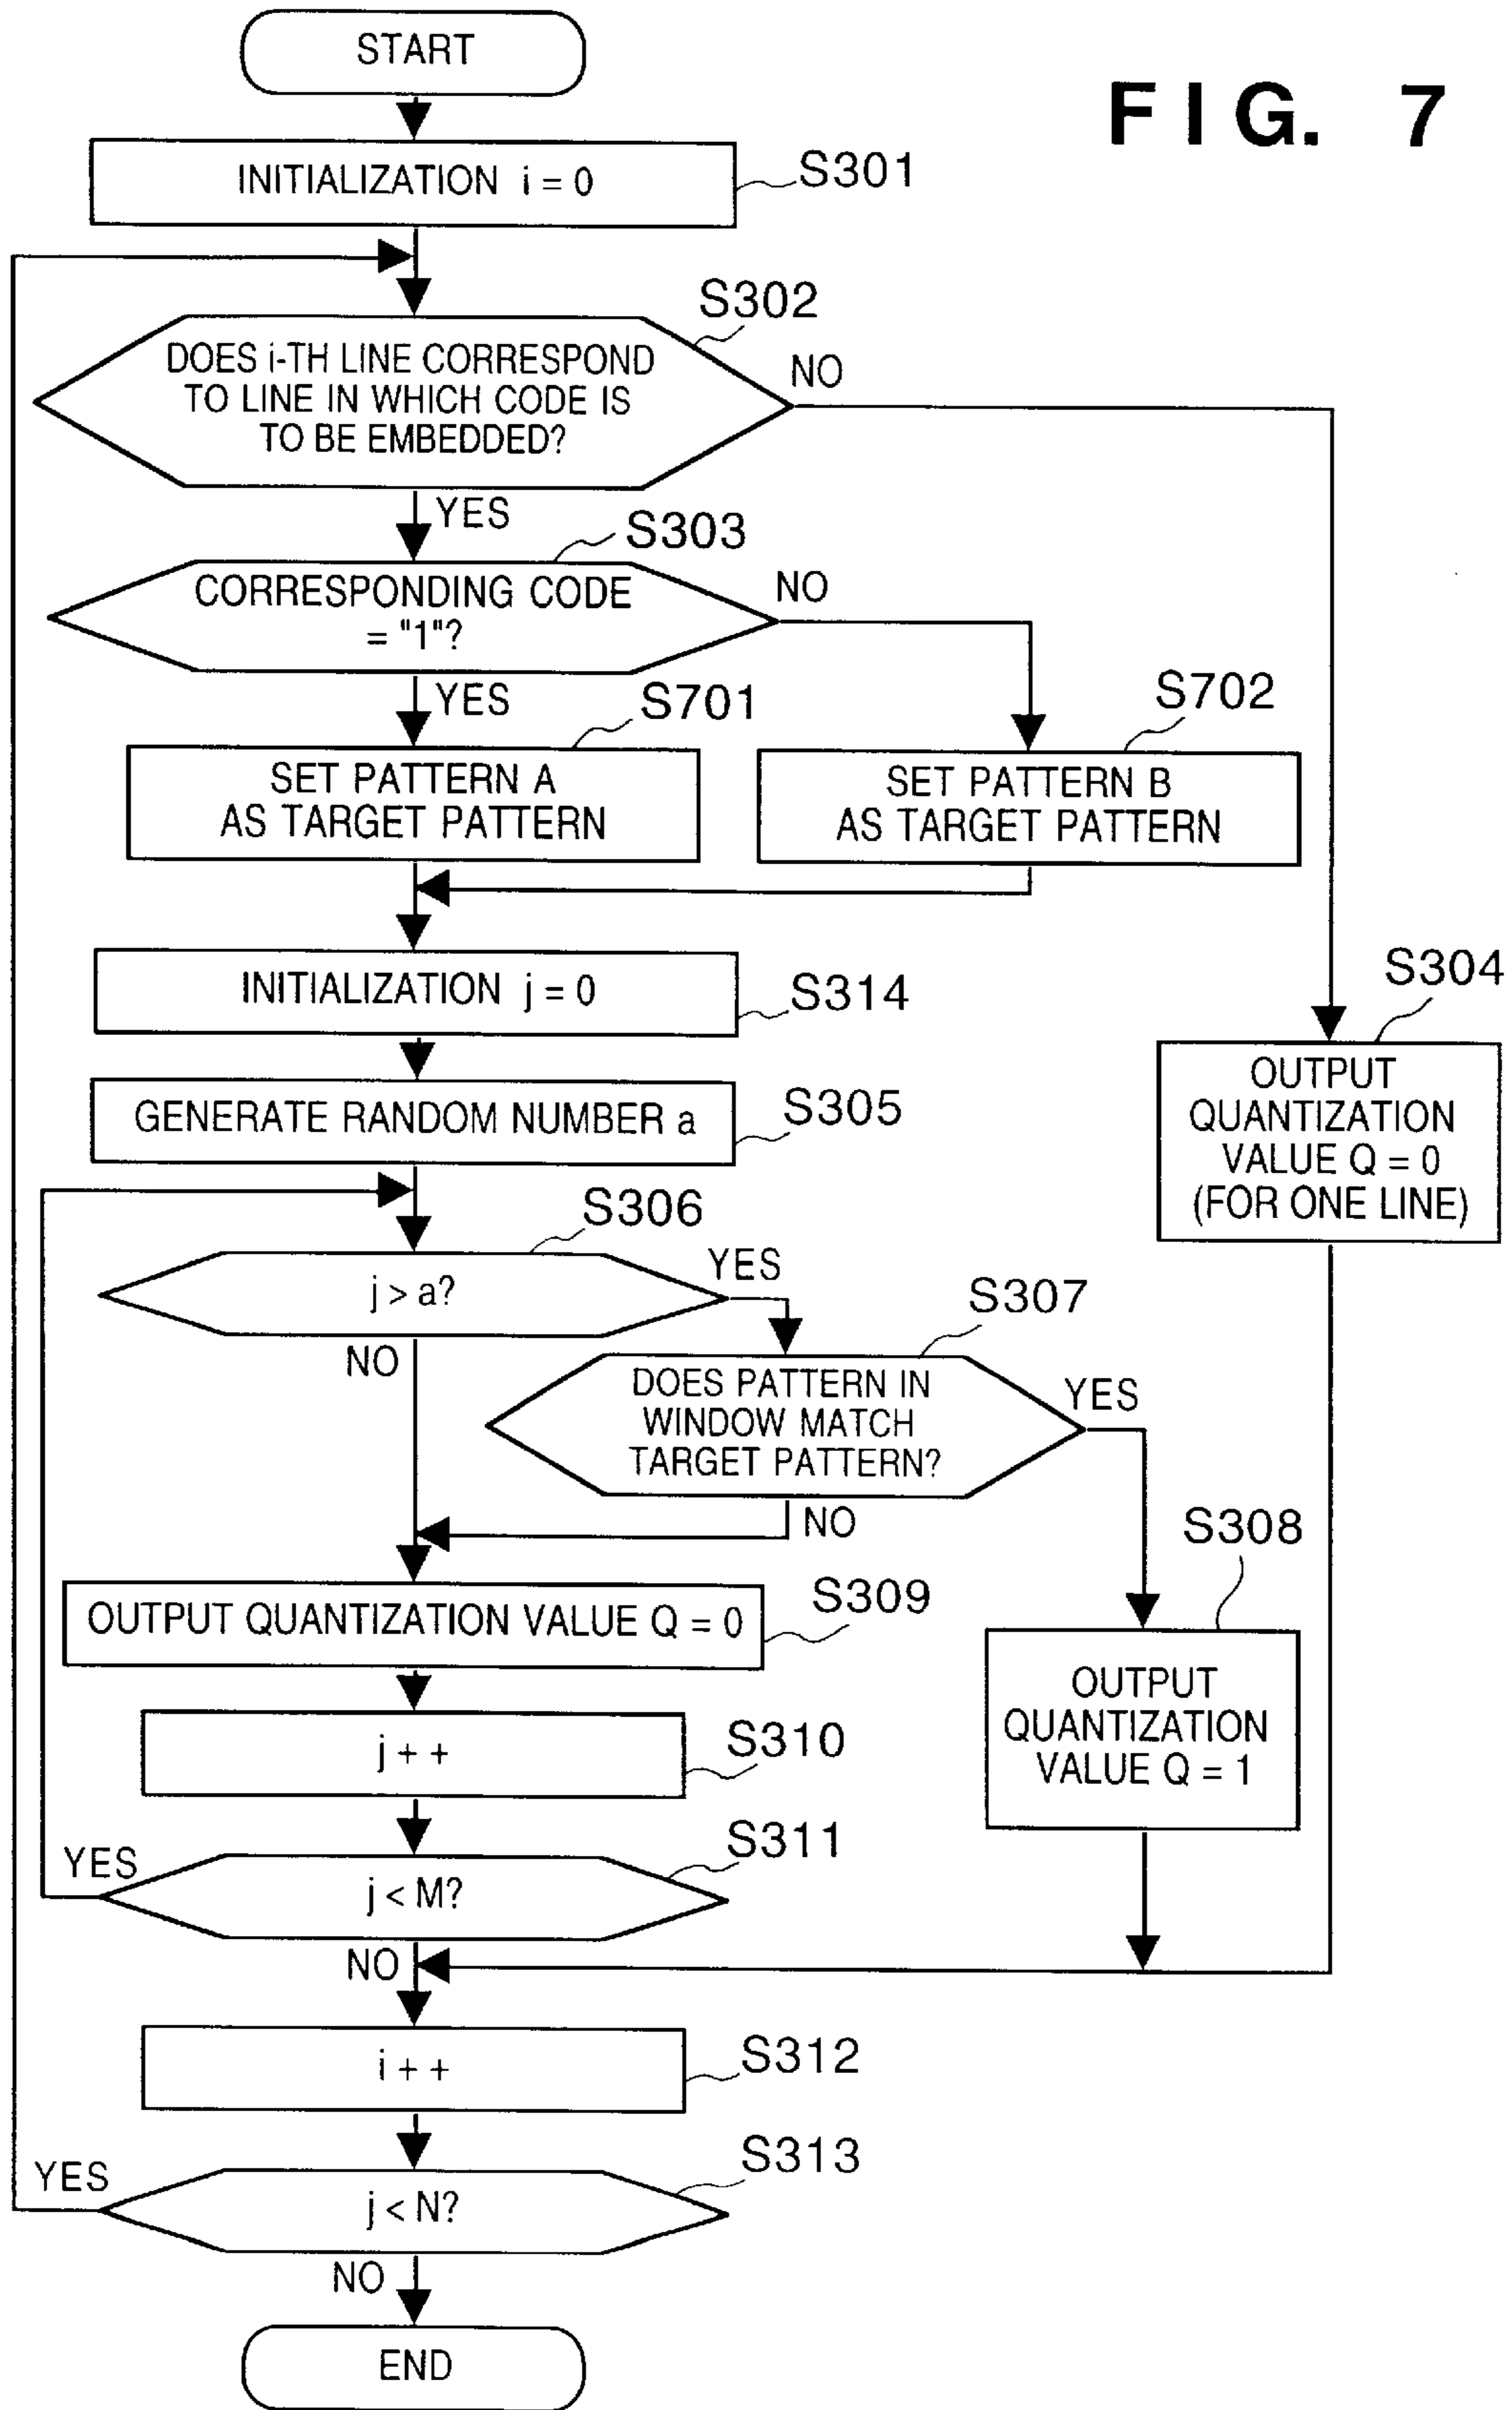 START
FIG. 7
INITIALIZATION i = 0
S301
S302
DOES i-TH LINE CORRESPOND
TO LINE IN WHICH CODE IS
TO BE EMBEDDED?
NO
YES
S303
CORRESPONDING CODE
= "1"?
NO
YES
S701
S702
SET PATTERN A
AS TARGET PATTERN
SET PATTERN B
AS TARGET PATTERN
INITIALIZATION j = 0
S314
S304
OUTPUT
QUANTIZATION
VALUE Q = 0
(FOR ONE LINE)
GENERATE RANDOM NUMBER a
S305
S306
j > a?
YES
NO
S307
DOES PATTERN IN
WINDOW MATCH
TARGET PATTERN?
YES
NO
S308
OUTPUT
QUANTIZATION
VALUE Q = 1
OUTPUT QUANTIZATION VALUE Q = 0
S309
j + +
S310
S311
YES
j < M?
NO
i + +
S312
S313
YES
j < N?
NO
END